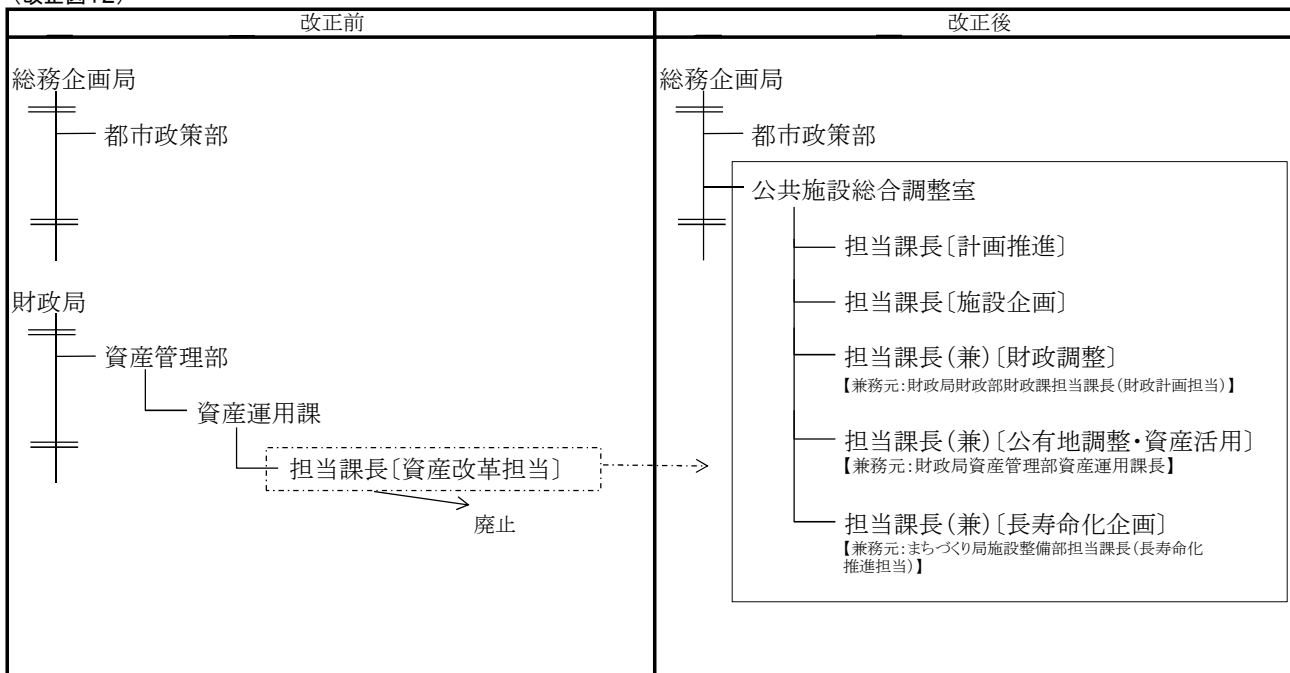 (改正図12)
改正前
改正後
総務企画局
都市政策部
財政局
資産管理部
資産運用課
担当課長〔資産改革担当〕
廃止
総務企画局
都市政策部
公共施設総合調整室
担当課長〔計画推進〕
担当課長〔施設企画〕
担当課長(兼)〔財政調整〕
【兼務元:財政局財政部財政課担当課長(財政計画担当)】
担当課長(兼)〔公有地調整・資産活用〕
【兼務元:財政局資産管理部資産運用課長】
担当課長(兼)〔長寿命化企画〕
【兼務元:まちづくり局施設整備部担当課長(長寿命化
推進担当)】